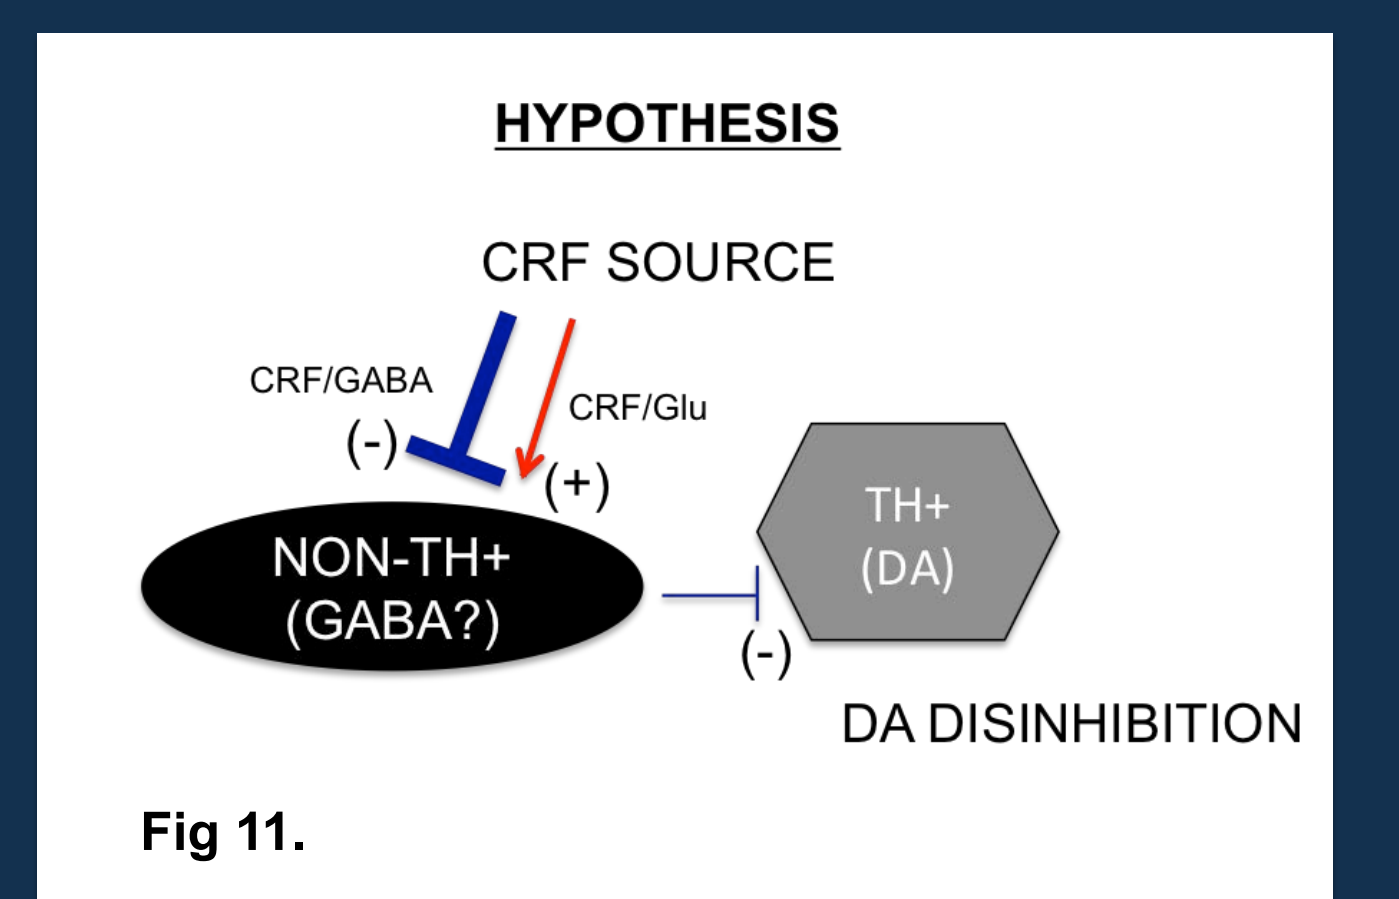 HYPOTHESIS
CRF SOURCE
CRF/GABA
(-)
CRF/Glu
(+)
NON-TH+
(GABA?)
TH+
(DA)
(-)
DA DISINHIBITION
Fig 11.